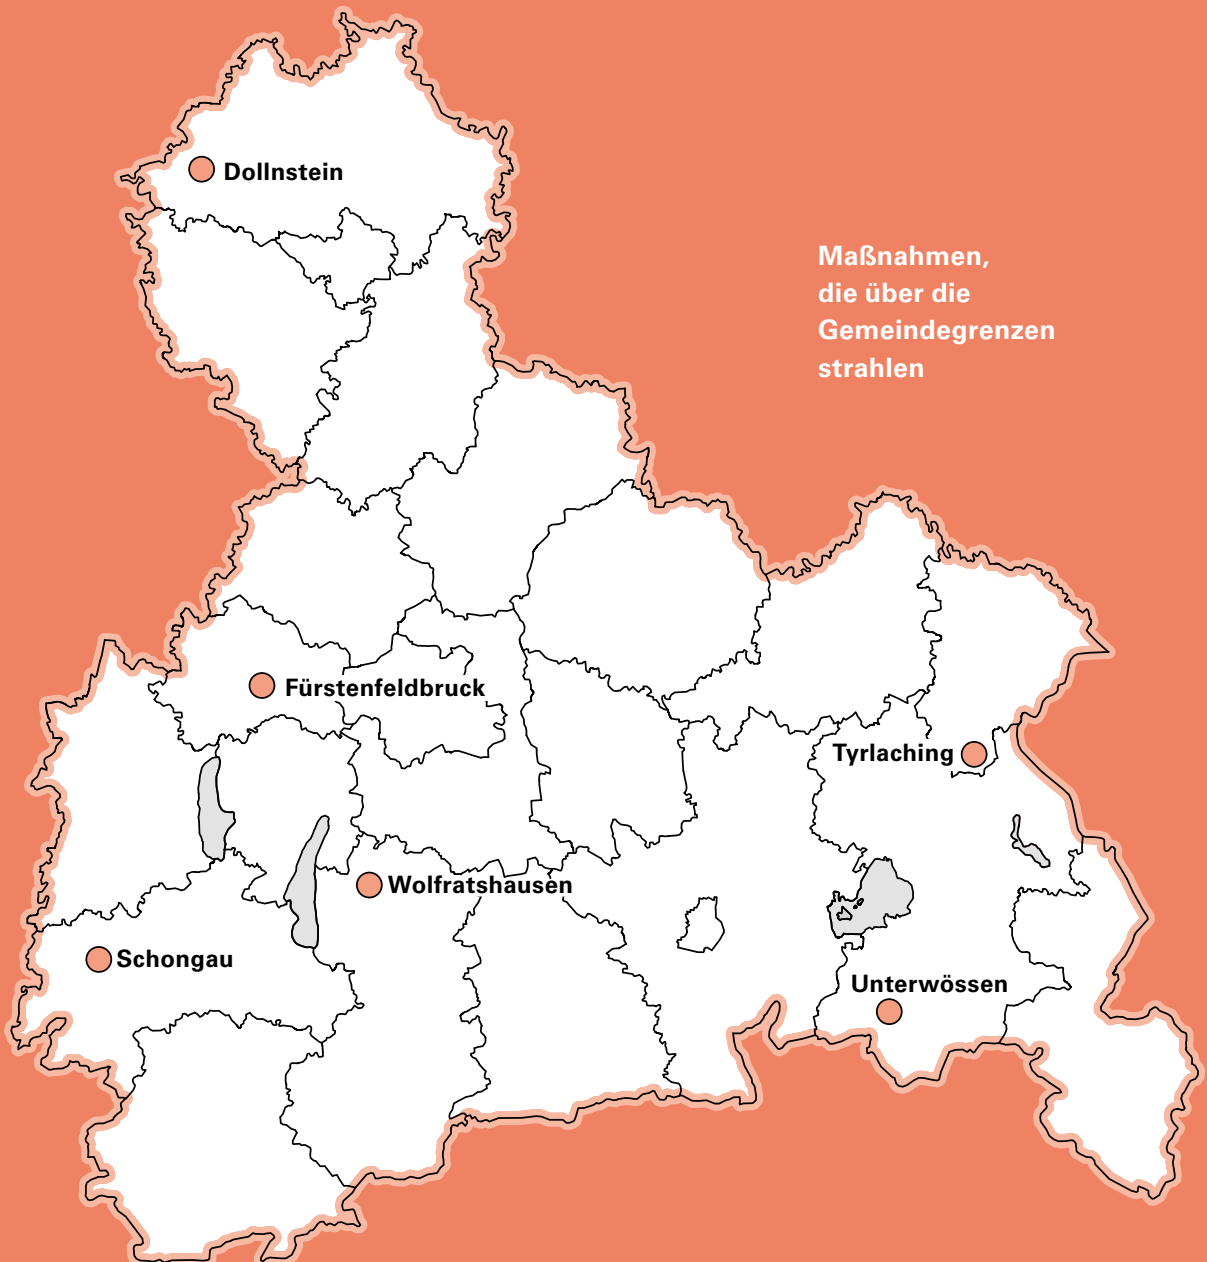 Dollnstein
Maßnahmen,
die über die
Gemeindegrenzen
strahlen
Fürstenfeldbruck
Tyrlaching
Wolfratshausen
Schongau
Unterwössen